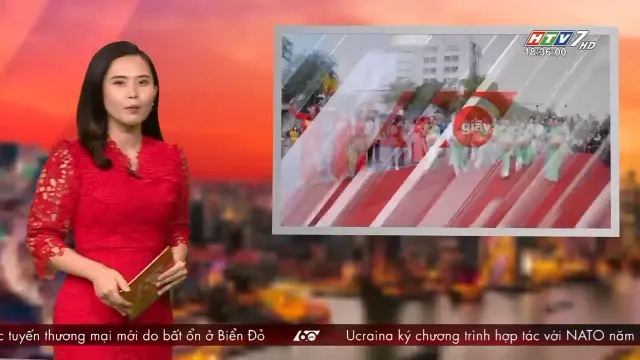 HTV7 HD
18:36:00
giây
c tuyến thương mại mới do bất ổn ở Biển Đỏ
60
Ucraina ký chương trình hợp tác với NATO năm